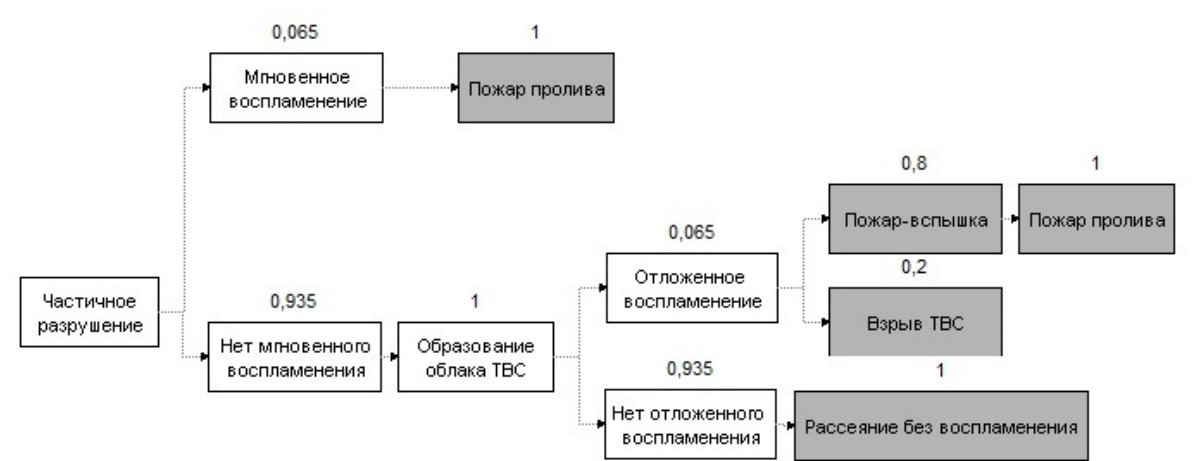 0,065
1
Мгновенное
воспламенение
Пожар пролива
0,8
1
Пожар-вспышка
Пожар пролива
0,065
Отложенное
воспламенение
0,2
Взрыв ТВС
Частичное
разрушение
0,935
1
Нет мгновенного
воспламенения
Образование
облака ТВС
0,935
1
Нет отложенного
воспламенения
Рассеяние без воспламенения